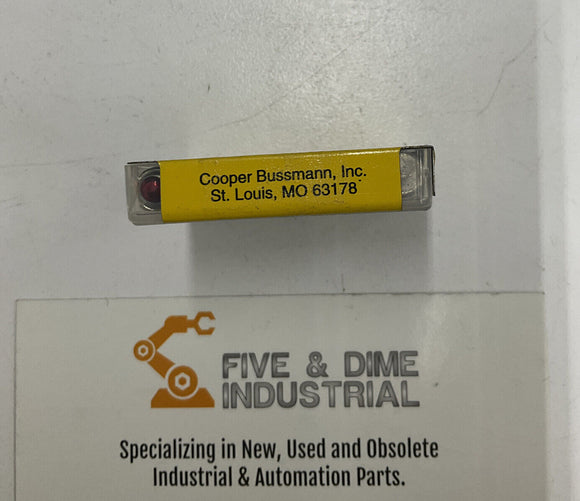 Cooper Bussmann, Inc.
St. Louis, MO 63178
FIVE & DIME
INDUSTRIAL
Specializing in New, Used and Obsolete
Industrial & Automation Parts.